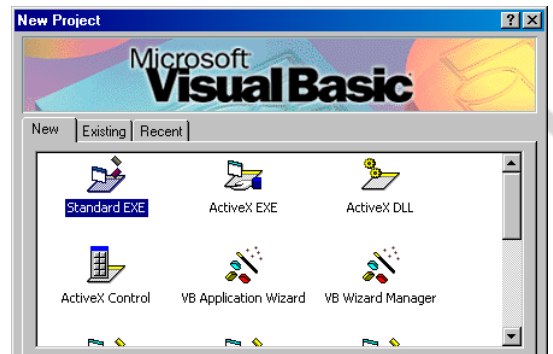 New Project
Microsoft
Visual Basic
New Existing Recent
Standard EXE ActiveX EXE ActiveX DLL
ActiveX Control VB Application Wizard VB Wizard Manager